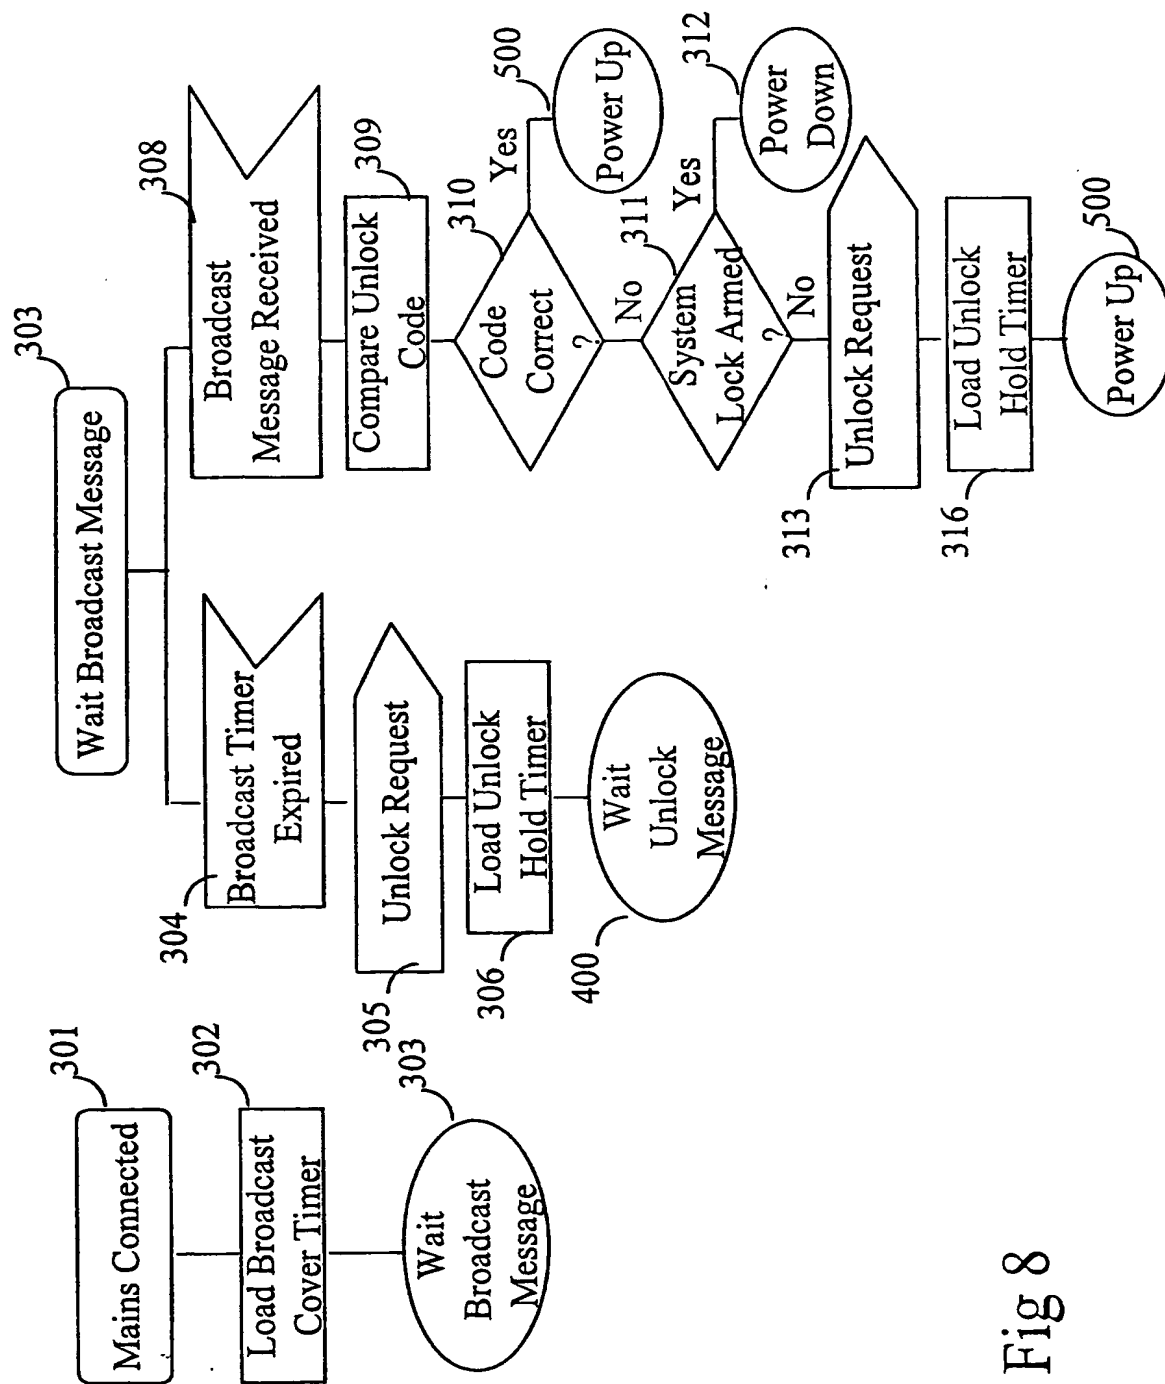 301
Mains Connected
302
Load Broadcast
Cover Timer
303
Wait
Broadcast
Message
303
Wait Broadcast Message
304
Broadcast Timer
Expired
305
Unlock Request
306
Load Unlock
Hold Timer
400
Wait
Unlock
Message
308
Broadcast
Message Received
309
Compare Unlock
Code
310
Code
Correct
?
Yes
500
Power Up
No
311
System
Lock Armed
?
Yes
312
Power
Down
No
313
Unlock Request
316
Load Unlock
Hold Timer
500
Power Up
Fig 8